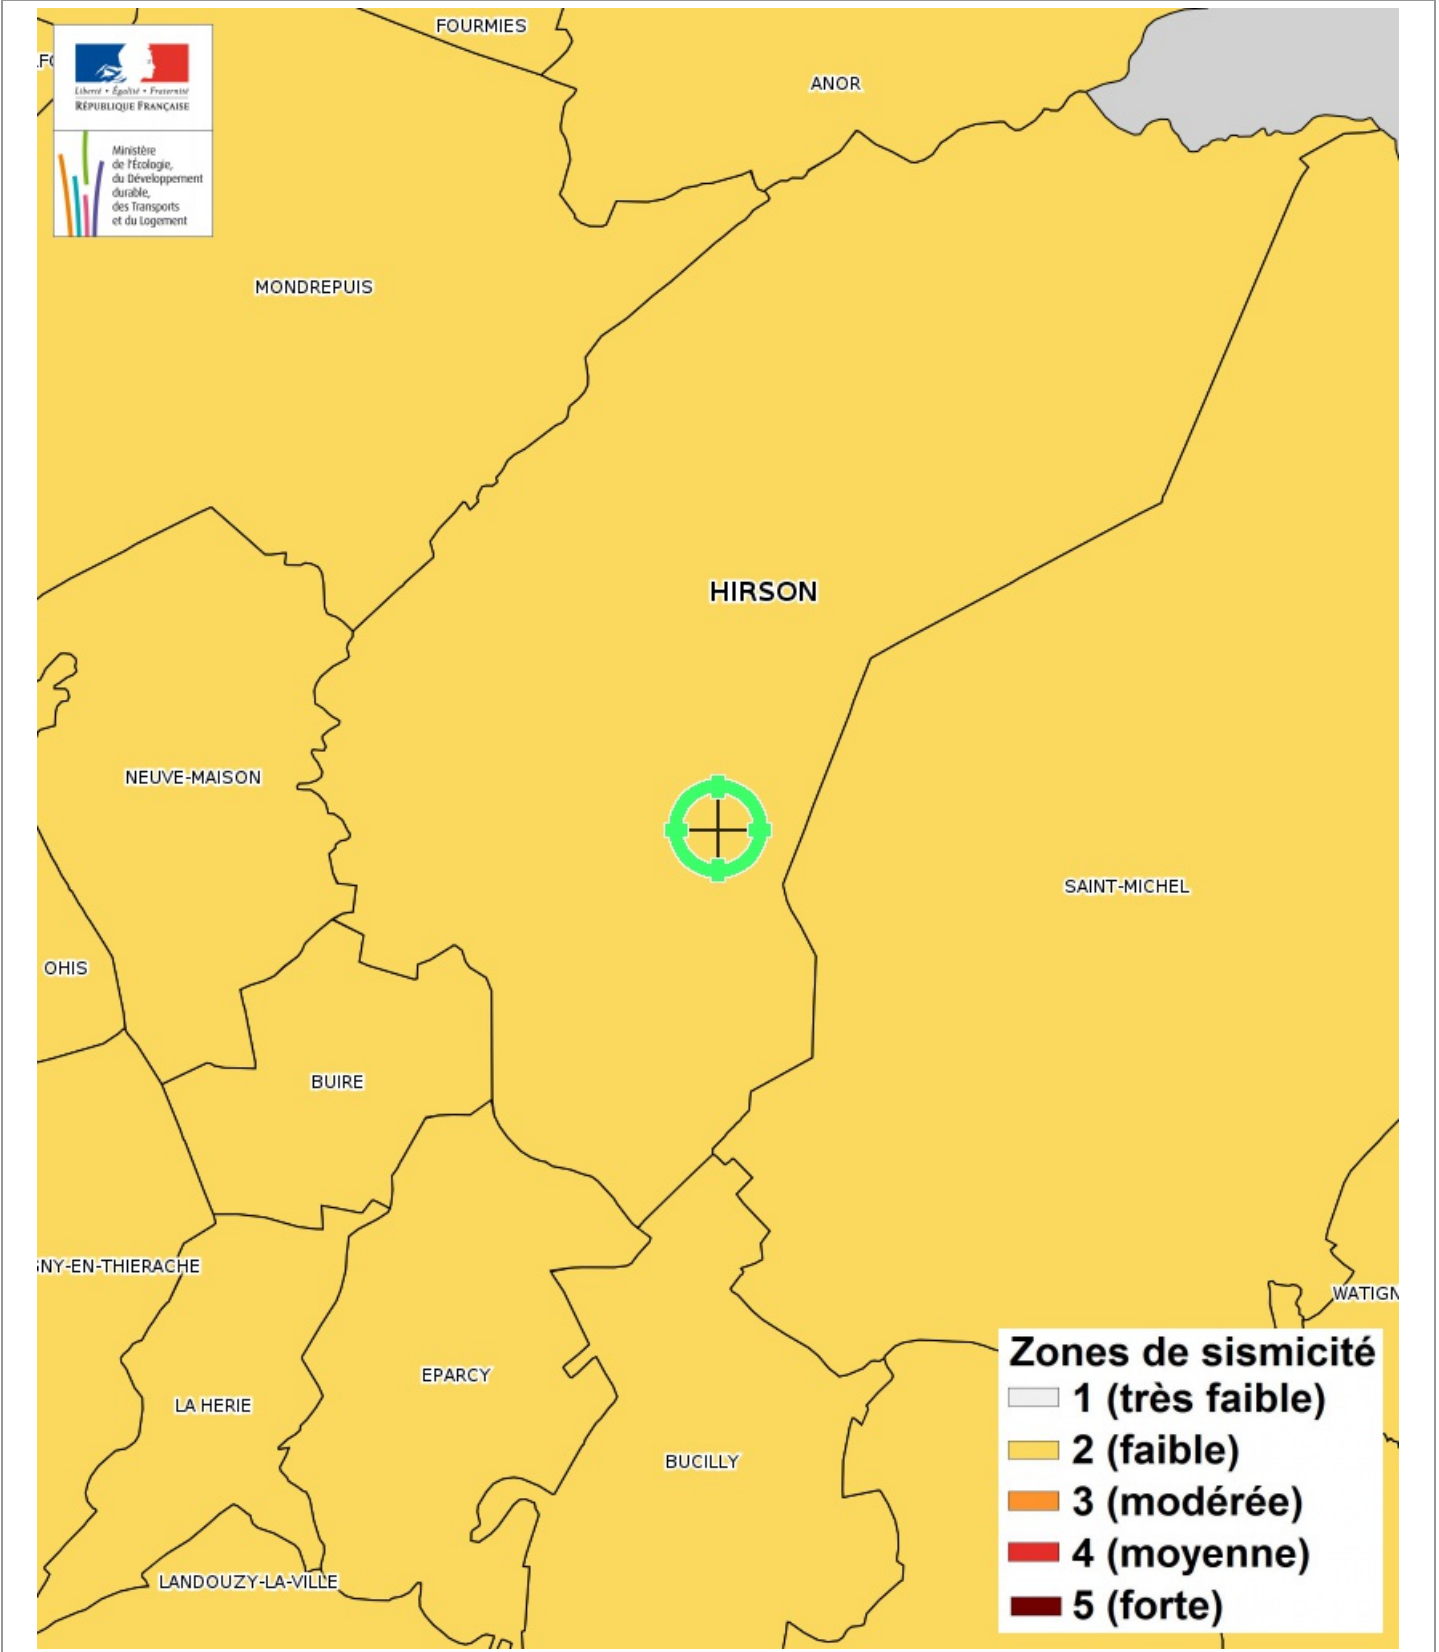 FOURMIES
ANOR
Liberté • Égalité • Fraternité
RÉPUBLIQUE FRANÇAISE
Ministère
de l'Écologie,
du Développement
durable,
des Transports
et du Logement
MONDREPUIS
HIRSON
NEUVE-MAISON
SAINT-MICHEL
OHIS
BUIRE
GNY-EN-THIERACHE
WATIGN
EPARCY
LA HERIE
BUCILLY
LANDOUZY-LA-VILLE
Zones de sismicité
1 (très faible)
2 (faible)
3 (modérée)
4 (moyenne)
5 (forte)